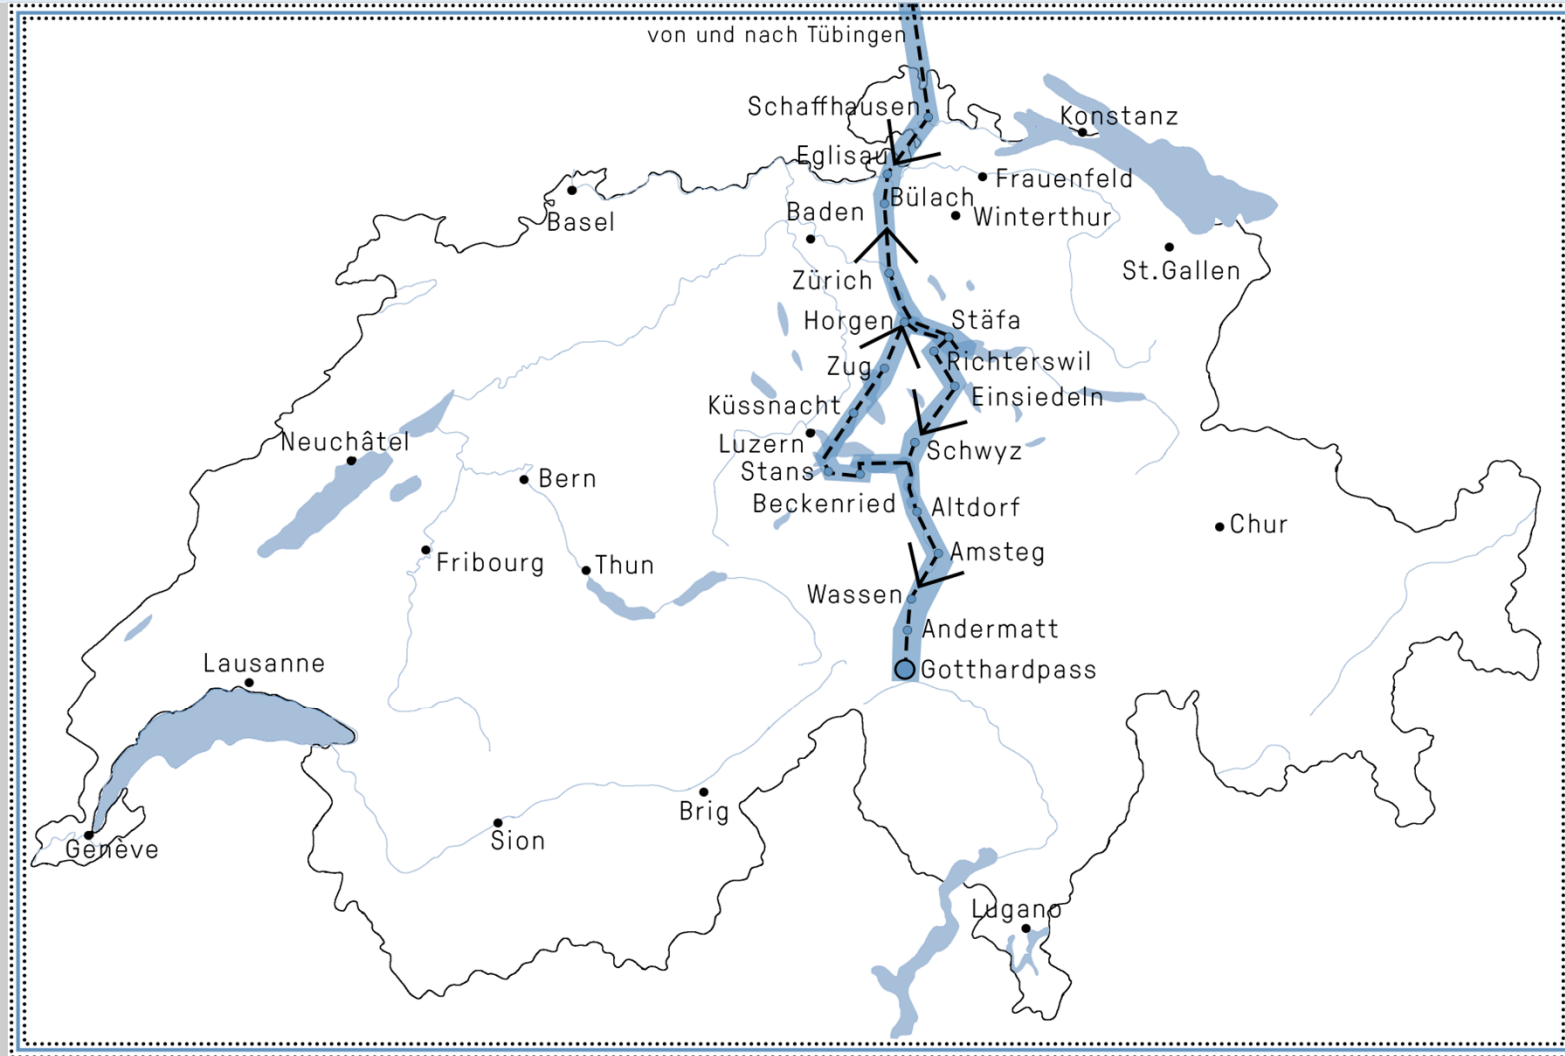 von und nach Tübingen
Schaffhausen
Konstanz
Eglisau
Frauenfeld
Bülach
Basel
Baden
Winterthur
St.Gallen
Zürich
Horgen
Stäfa
Zug
Richterswil
Einsiedeln
Küssnacht
Neuchâtel
Luzern
Schwyz
Stans
Bern
Beckenried
Altdorf
Chur
Amsteg
Fribourg
Thun
Wassen
Andermatt
Lausanne
Gotthardpass
Brig
Sion
Genève
Lugano